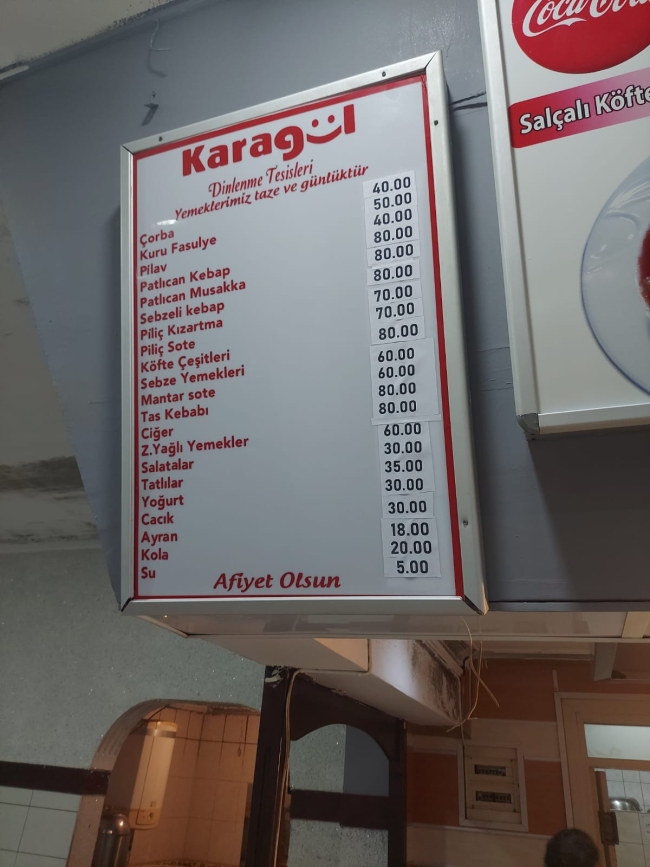 Karagül
Dinlenme Tesisleri
Yemeklerimiz taze ve güntüktür
Çorba 40.00
Kuru Fasulye 50.00
Pilav 40.00
Patlıcan Kebap 80.00
Patlıcan Musakka 80.00
Sebzeli kebap 80.00
Piliç Kızartma 70.00
Piliç Sote 70.00
Köfte Çeşitleri 80.00
Sebze Yemekleri 60.00
Mantar sote 60.00
Tas Kebabı 80.00
Ciğer 80.00
Z.Yağlı Yemekler 60.00
Salatalar 30.00
Tatlılar 35.00
Yoğurt 30.00
Cacık 30.00
Ayran 18.00
Kola 20.00
Su 5.00
Afiyet Olsun
Coca-Cola
Salçalı Köfte